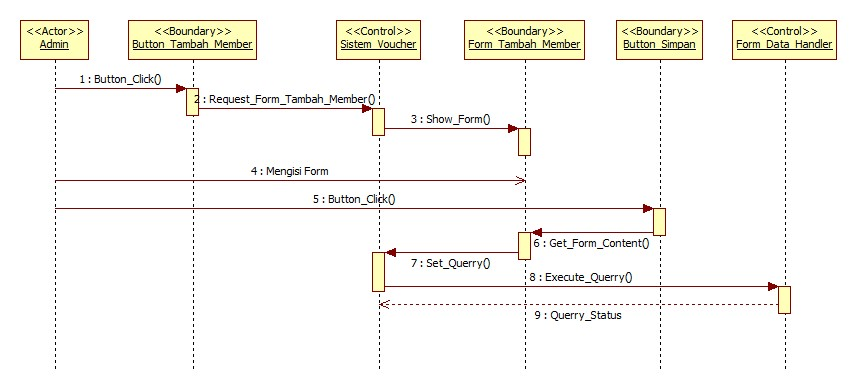 <<Actor>>
Admin
<<Boundary>>
Button_Tambah_Member
<<Control>>
Sistem_Voucher
<<Boundary>>
Form_Tambah_Member
<<Boundary>>
Button_Simpan
<<Control>>
Form_Data_Handler
1 : Button_Click()
2 : Request_Form_Tambah_Member()
3 : Show_Form()
4 : Mengisi Form
5 : Button_Click()
6 : Get_Form_Content()
7 : Set_Querry()
8 : Execute_Querry()
9 : Querry_Status